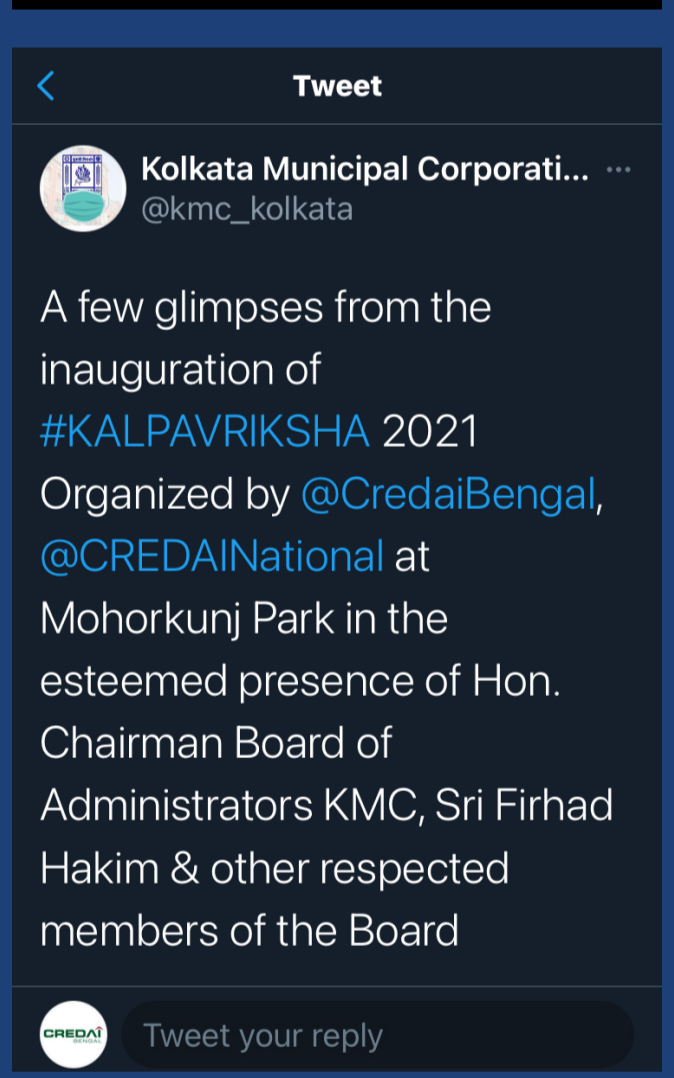 Tweet
Kolkata Municipal Corporati...
@kmc_kolkata
A few glimpses from the
inauguration of
#KALPAVRIKSHA 2021
Organized by @CredaiBengal,
@CREDAINational at
Mohorkunj Park in the
esteemed presence of Hon.
Chairman Board of
Administrators KMC, Sri Firhad
Hakim & other respected
members of the Board
CREDAI
BENGAL
Tweet your reply